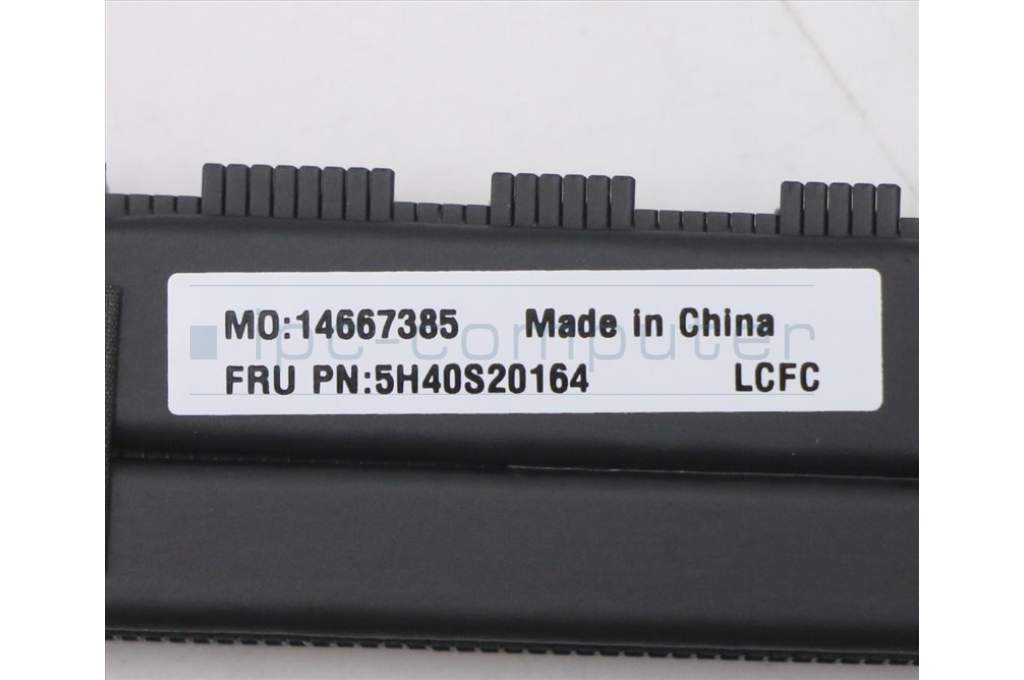 MO:14667385 Made in China
ipc-computer
FRU PN:5H40S20164 LCFC